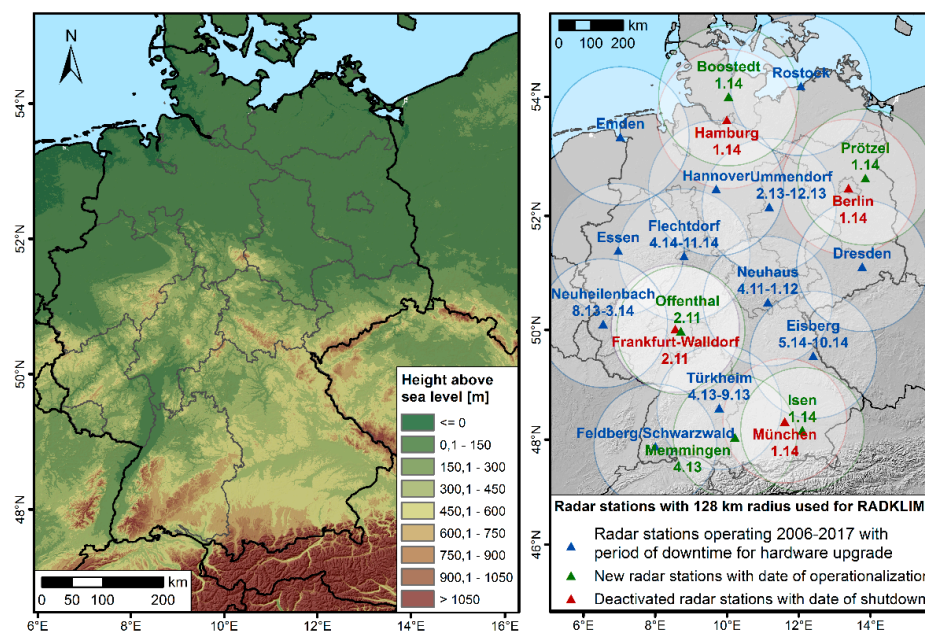 N
54°N
52°N
50°N
48°N
Height above
sea level [m]
<= 0
0,1 - 150
150,1 - 300
300,1 - 450
450,1 - 600
600,1 - 750
750,1 - 900
900,1 - 1050
> 1050
km
0 50 100 200
6°E 8°E 10°E 12°E 14°E 16°E
km
0 100 200
54°N
52°N
50°N
48°N
46°N
Boostedt
1.14
Rostock
Hamburg
1.14
Emden
Prötzel
1.14
Hannover
Ummendorf
2.13-12.13
Berlin
1.14
Flechtdorf
4.14-11.14
Essen
Dresden
Neuhaus
4.11-1.12
Neuheilenbach
8.13-3.14
Offenthal
2.11
Frankfurt-Walldorf
2.11
Eisberg
5.14-10.14
Türkheim
4.13-9.13
Isen
1.14
Feldberg/Schwarzwald
Memmingen
4.13
München
1.14
Radar stations with 128 km radius used for RADKLIM
Radar stations operating 2006-2017 with
period of downtime for hardware upgrade
New radar stations with date of operationalization
Deactivated radar stations with date of shutdown
6°E 8°E 10°E 12°E 14°E